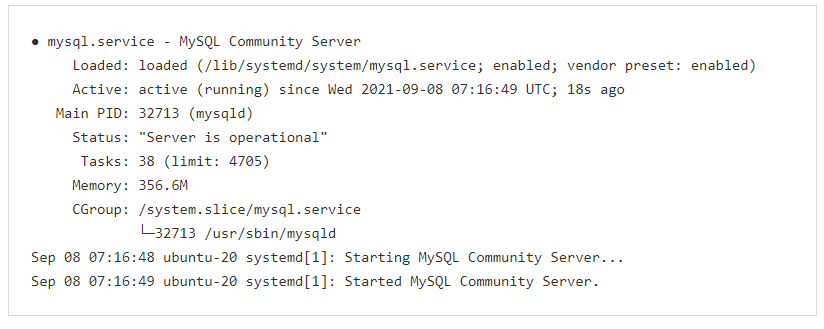 ● mysql.service - MySQL Community Server
Loaded: loaded (/lib/systemd/system/mysql.service; enabled; vendor preset: enabled)
Active: active (running) since Wed 2021-09-08 07:16:49 UTC; 18s ago
Main PID: 32713 (mysqld)
Status: "Server is operational"
Tasks: 38 (limit: 4705)
Memory: 356.6M
CGroup: /system.slice/mysql.service
└─32713 /usr/sbin/mysqld
Sep 08 07:16:48 ubuntu-20 systemd[1]: Starting MySQL Community Server...
Sep 08 07:16:49 ubuntu-20 systemd[1]: Started MySQL Community Server.